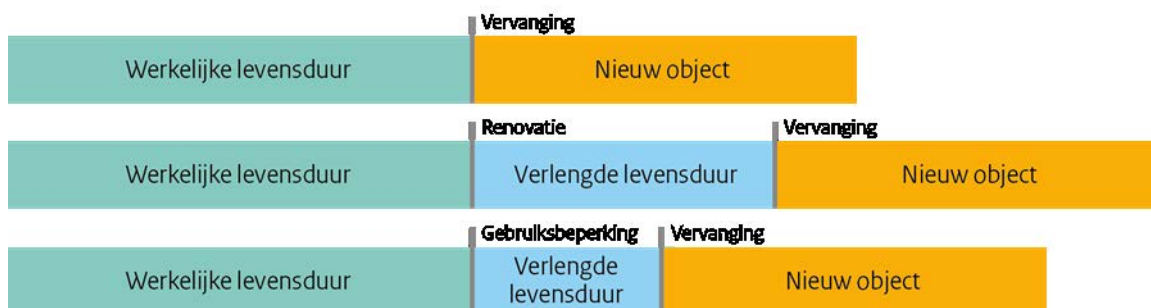 Vervanging
Werkelijke levensduur Nieuw object
Renovatie Vervanging
Werkelijke levensduur Verlengde levensduur Nieuw object
Gebruiksbeperking Vervanging
Werkelijke levensduur Verlengde levensduur Nieuw object